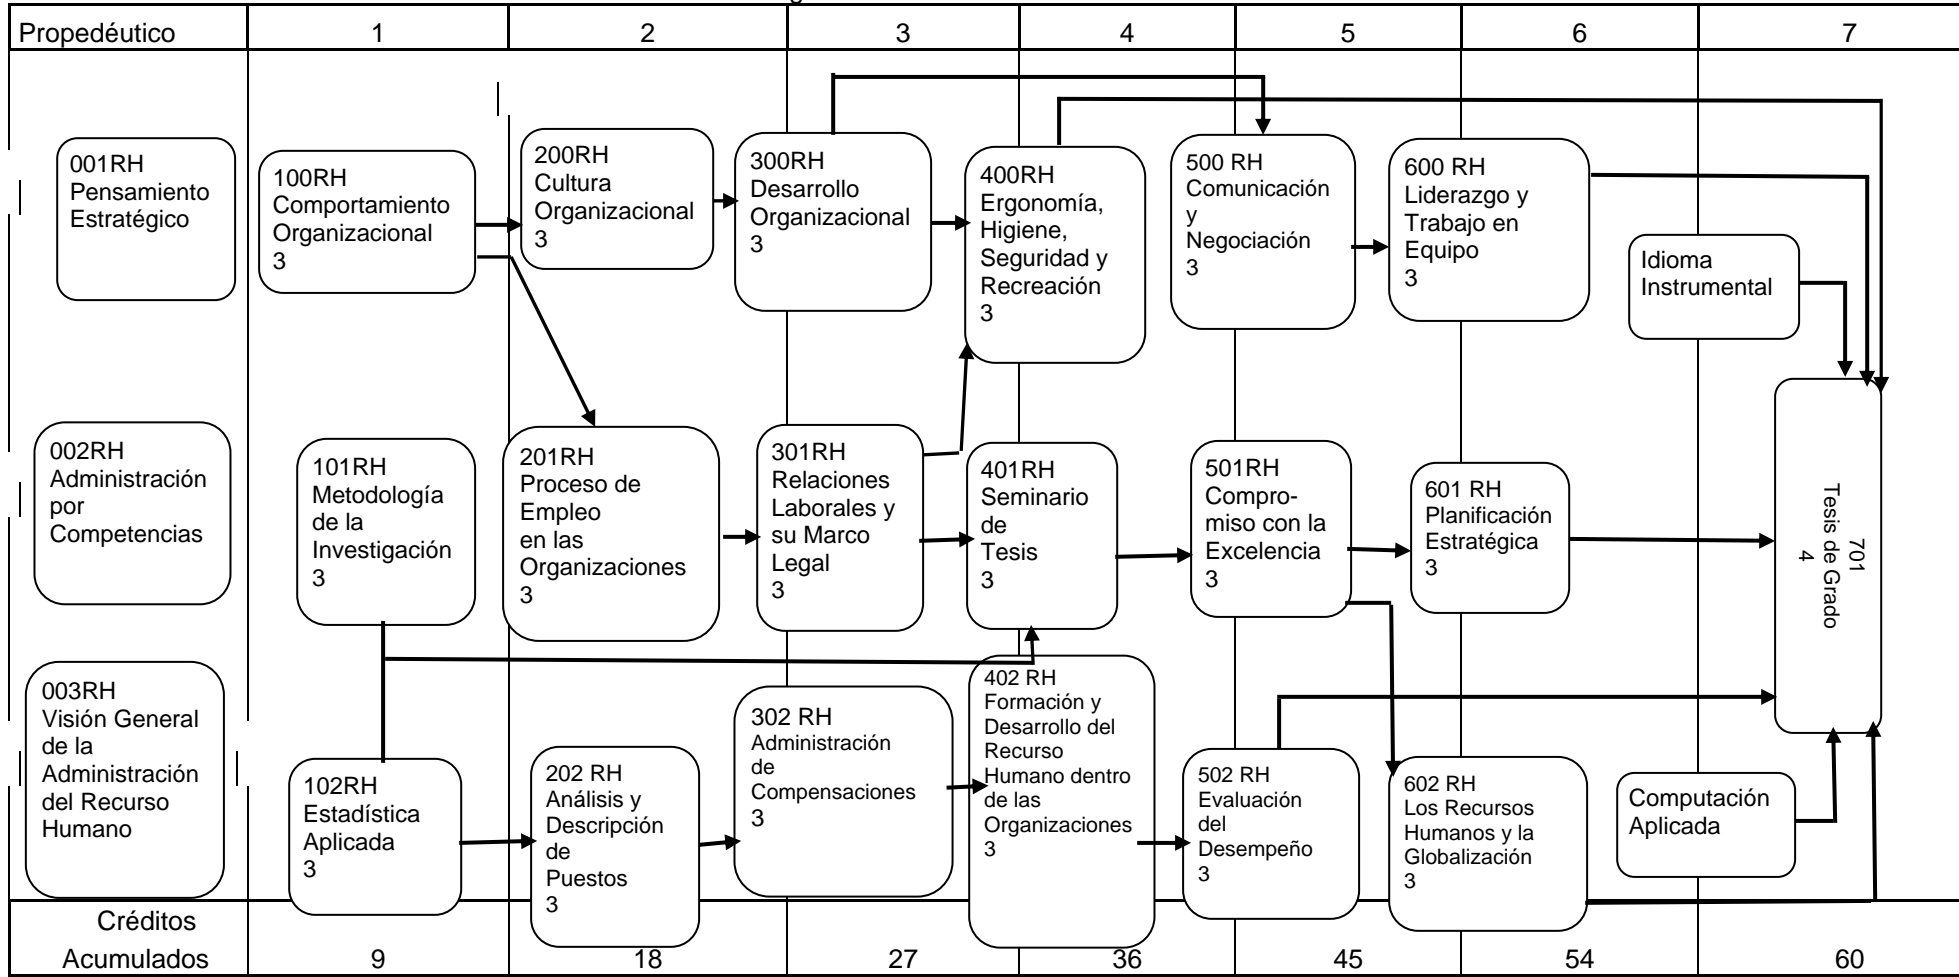 Propedéutico
1
2
3
4
5
6
7
001RH
Pensamiento
Estratégico
002RH
Administración
por
Competencias
003RH
Visión General
de la
Administración
del Recurso
Humano
100RH
Comportamiento
Organizacional
3
101RH
Metodología
de la
Investigación
3
102RH
Estadística
Aplicada
3
200RH
Cultura
Organizacional
3
201RH
Proceso de
Empleo
en las
Organizaciones
3
202 RH
Análisis y
Descripción
de
Puestos
3
300RH
Desarrollo
Organizacional
3
301RH
Relaciones
Laborales y
su Marco
Legal
3
302 RH
Administración
de
Compensaciones
3
400RH
Ergonomía,
Higiene,
Seguridad y
Recreación
3
401RH
Seminario
de
Tesis
3
402 RH
Formación y
Desarrollo del
Recurso
Humano dentro
de las
Organizaciones
3
500 RH
Comunicación
y
Negociación
3
501RH
Compro-
miso con la
Excelencia
3
502 RH
Evaluación
del
Desempeño
3
600 RH
Liderazgo y
Trabajo en
Equipo
3
601 RH
Planificación
Estratégica
3
602 RH
Los Recursos
Humanos y la
Globalización
3
Idioma
Instrumental
Computación
Aplicada
701
Tesis de Grado
4
Créditos
Acumulados
9
18
27
36
45
54
60